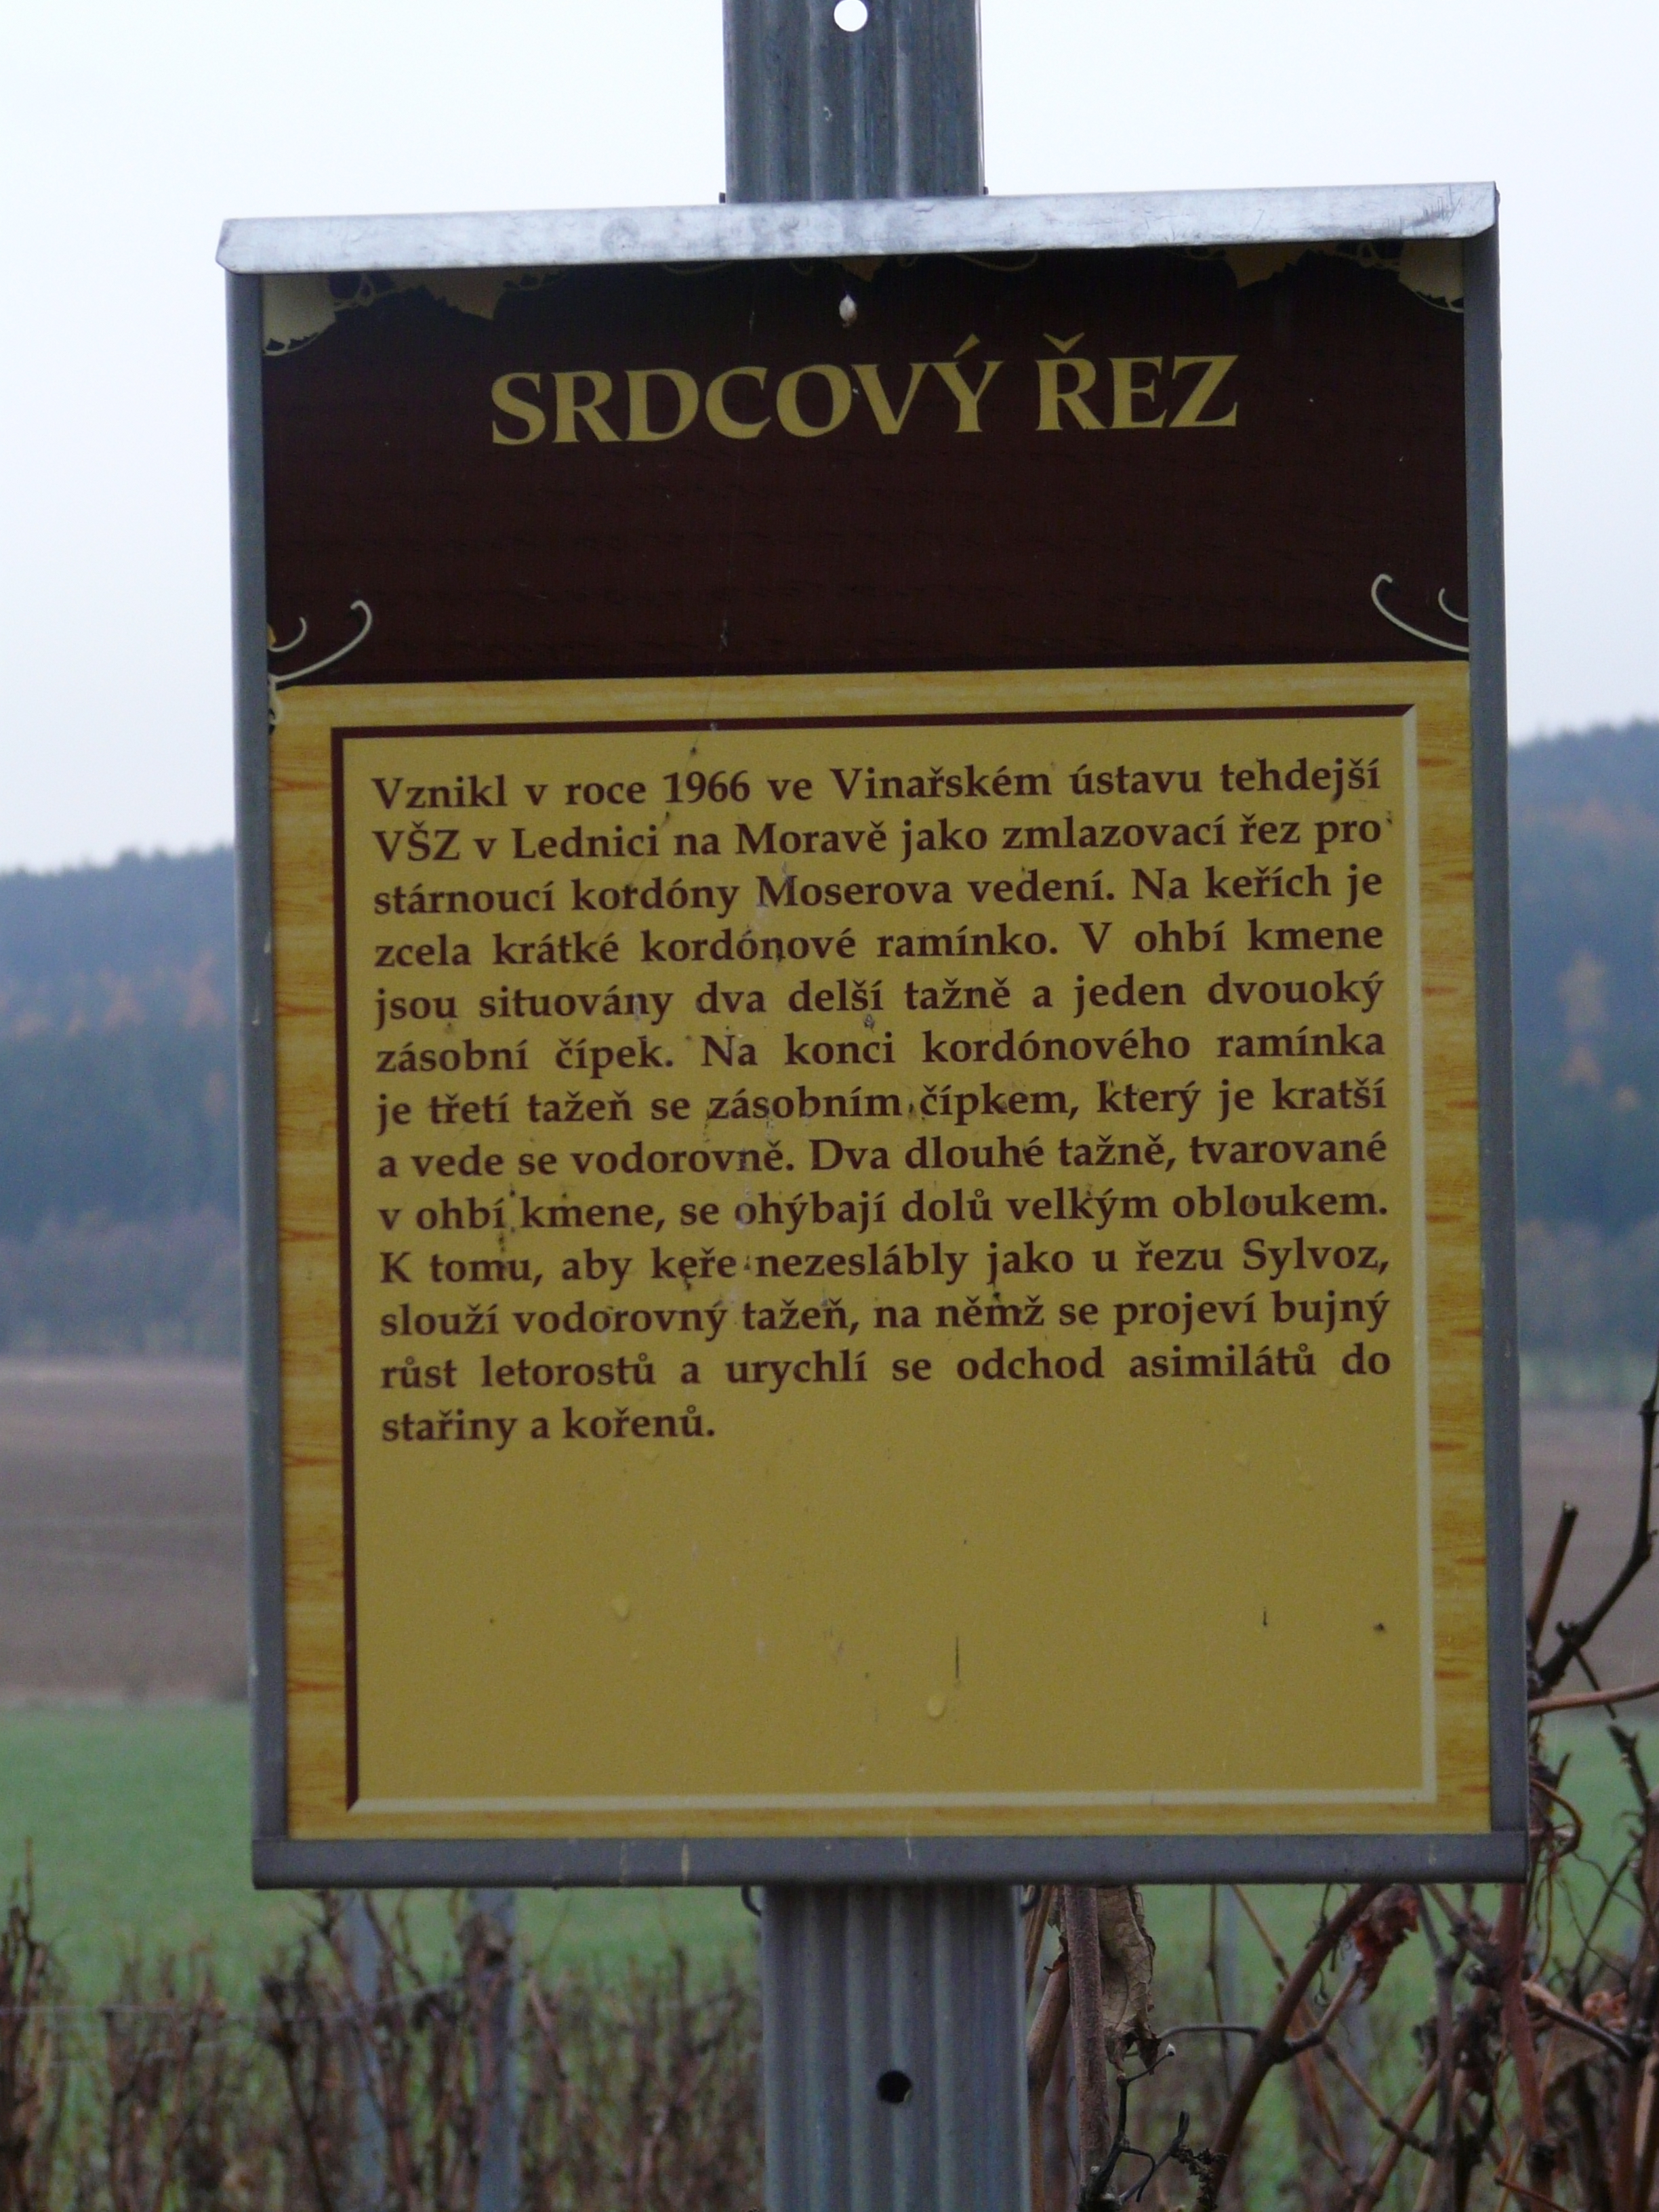 SRDCOVÝ ŘEZ
Vznikl v roce 1966 ve Vinařském ústavu tehdejší
VŠZ v Lednici na Moravě jako zmlazovací řez pro
stárnoucí kordóny Moserova vedení. Na keřích je
zcela krátké kordónové ramínko. V ohbí kmene
jsou situovány dva delší tažně a jeden dvouoký
zásobní čípek. Na konci kordónového ramínka
je třetí tažeň se zásobním čípkem, který je kratší
a vede se vodorovně. Dva dlouhé tažně, tvarované
v ohbí kmene, se ohýbají dolů velkým obloukem.
K tomu, aby keře nezeslábly jako u řezu Sylvoz,
slouží vodorovný tažeň, na němž se projeví bujný
růst letorostů a urychlí se odchod asimilátů do
stařiny a kořenů.